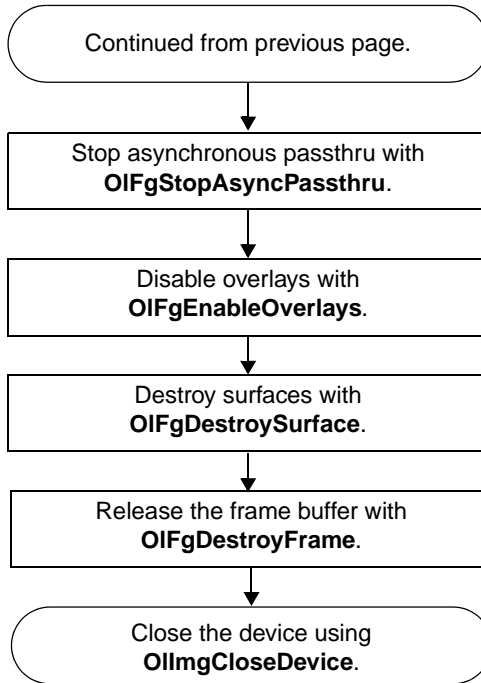 Continued from previous page.
Stop asynchronous passthru with
OlFgStopAsyncPassthru.
Disable overlays with
OlFgEnableOverlays.
Destroy surfaces with
OlFgDestroySurface.
Release the frame buffer with
OlFgDestroyFrame.
Close the device using
OlImgCloseDevice.